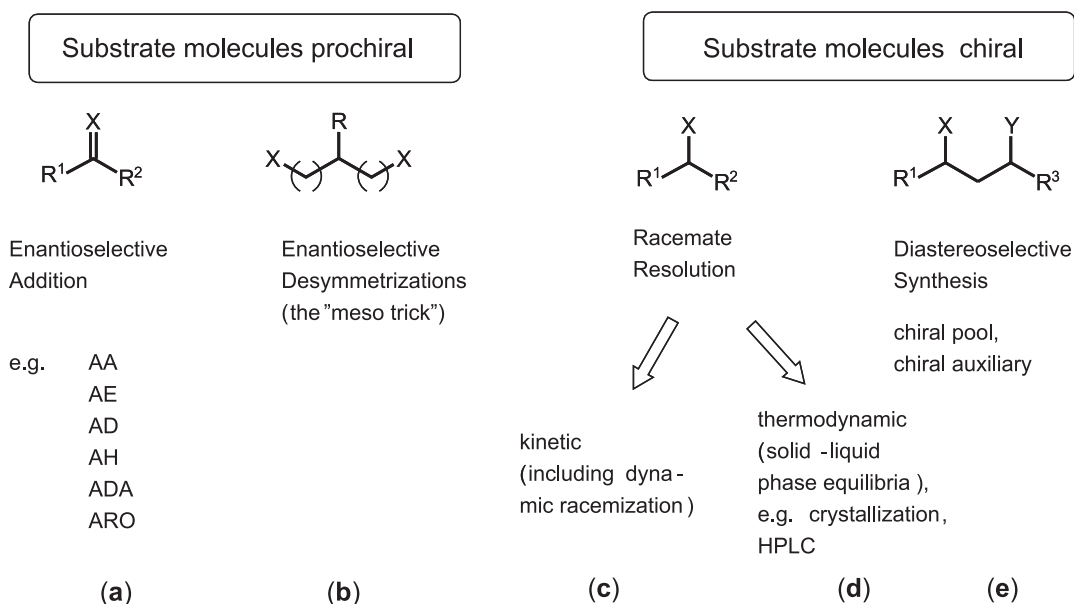 Substrate molecules prochiral
Substrate molecules chiral
X
R¹ R²
R
X ( ) ( ) X
X
R¹ R²
X Y
R¹ R³
Enantioselective
Addition
Enantioselective
Desymmetrizations
(the "meso trick")
Racemate
Resolution
Diastereoselective
Synthesis
chiral pool,
chiral auxiliary
e.g. AA
AE
AD
AH
ADA
ARO
kinetic
(including dyna-
mic racemization)
thermodynamic
(solid -liquid
phase equilibria),
e.g. crystallization,
HPLC
(a) (b) (c) (d) (e)